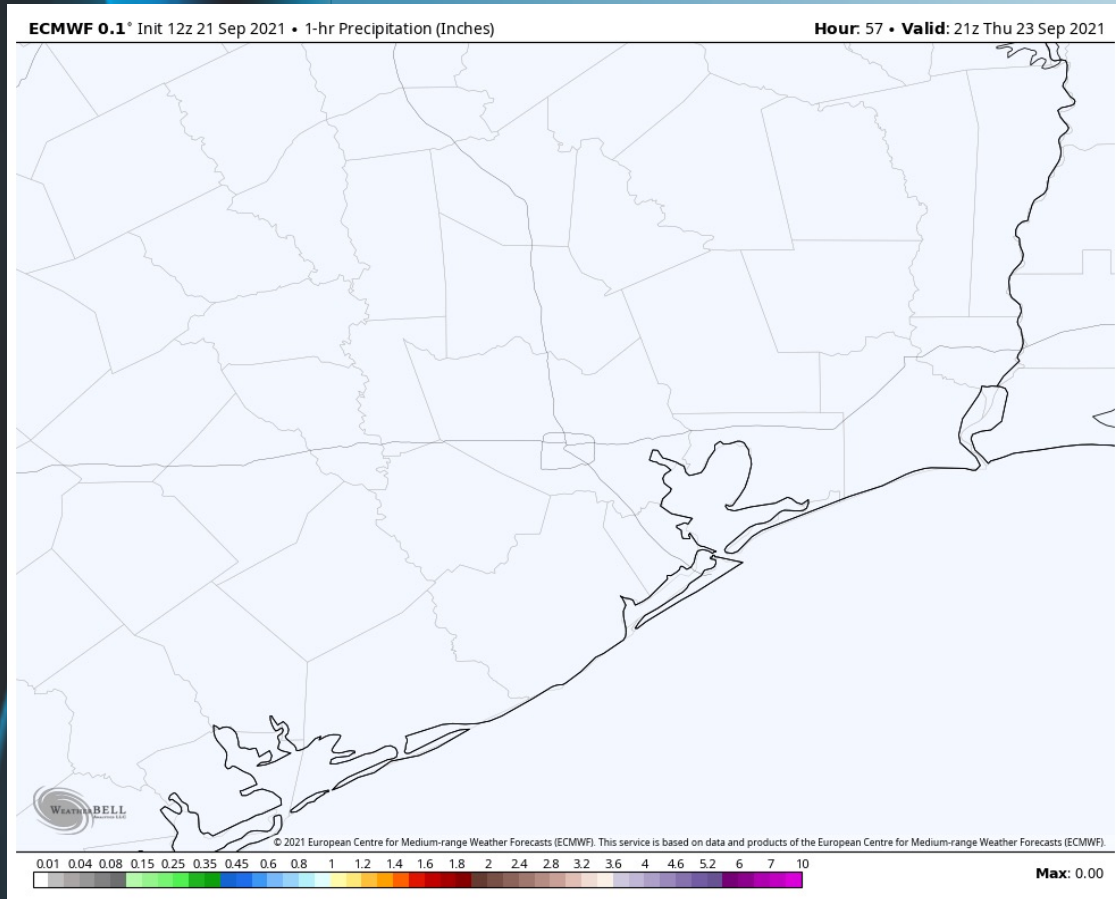 ECMWF 0.1° Init 12z 21 Sep 2021 • 1-hr Precipitation (Inches) Hour: 57 • Valid: 21z Thu 23 Sep 2021
WEATHERBELL
© 2021 European Centre for Medium-range Weather Forecasts (ECMWF). This service is based on data and products of the European Centre for Medium-range Weather Forecasts (ECMWF).
0.01 0.04 0.08 0.15 0.25 0.35 0.45 0.6 0.8 1 1.2 1.4 1.6 1.8 2 2.4 2.8 3.2 3.6 4 4.6 5.2 6 7 10 Max: 0.00